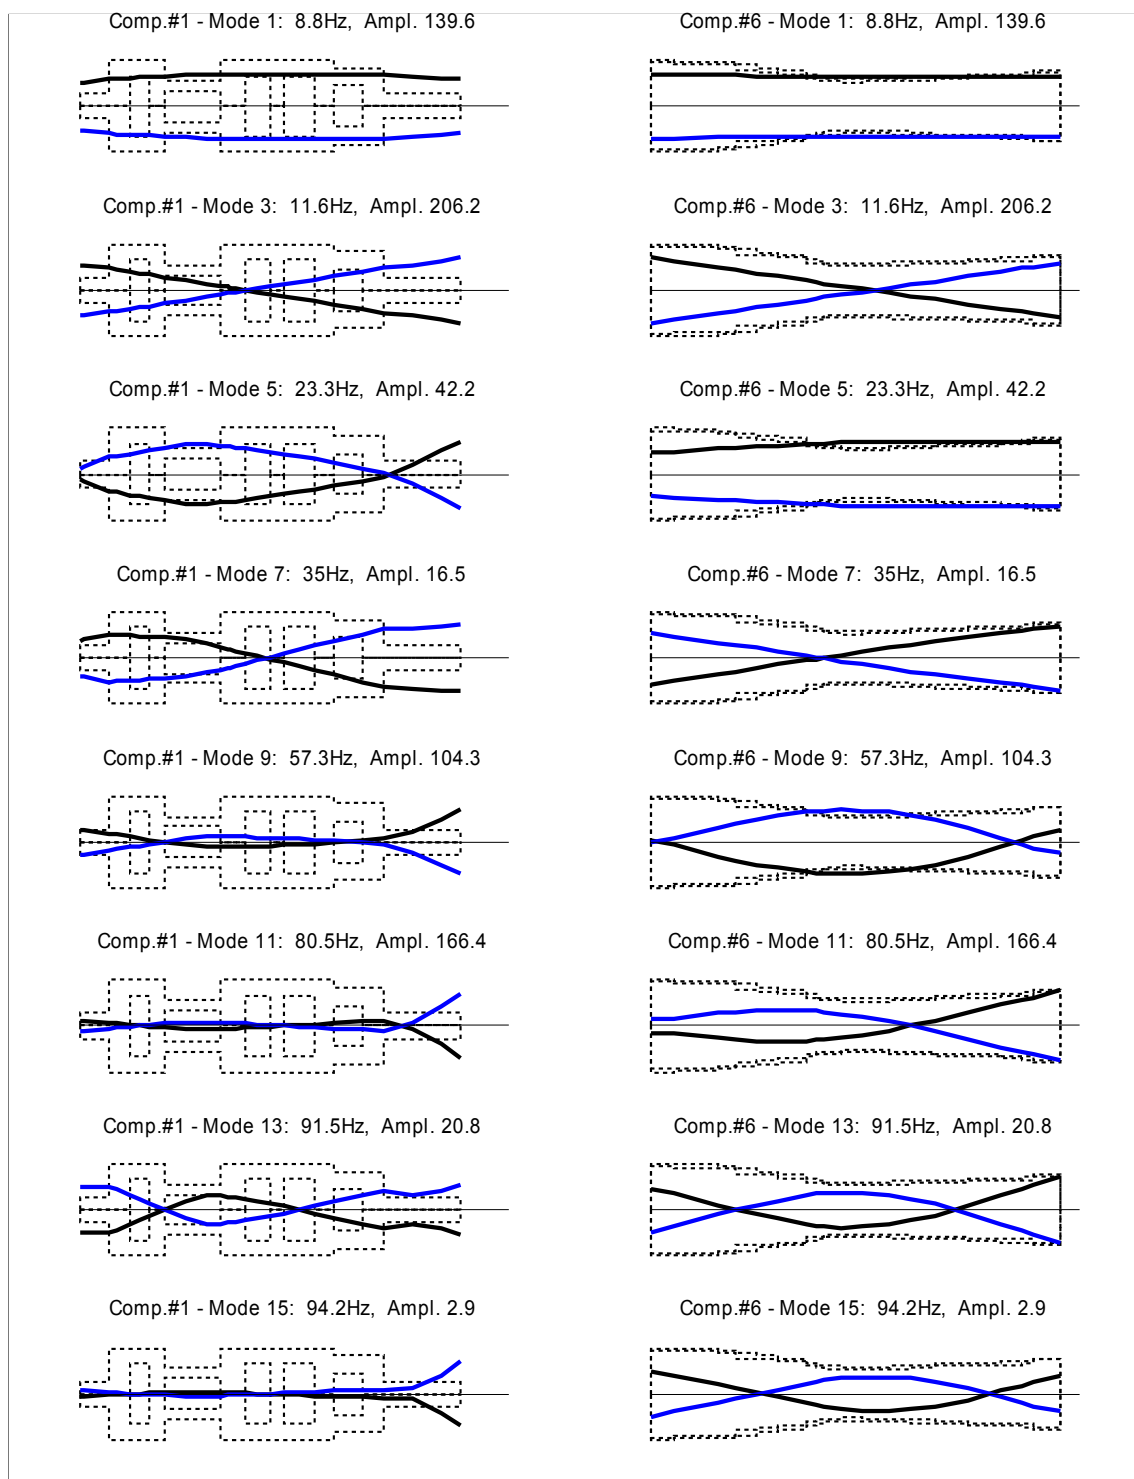 Comp.#1 - Mode 1:  8.8Hz,  Ampl. 139.6
Comp.#6 - Mode 1:  8.8Hz,  Ampl. 139.6
Comp.#1 - Mode 3:  11.6Hz,  Ampl. 206.2
Comp.#6 - Mode 3:  11.6Hz,  Ampl. 206.2
Comp.#1 - Mode 5:  23.3Hz,  Ampl. 42.2
Comp.#6 - Mode 5:  23.3Hz,  Ampl. 42.2
Comp.#1 - Mode 7:  35Hz,  Ampl. 16.5
Comp.#6 - Mode 7:  35Hz,  Ampl. 16.5
Comp.#1 - Mode 9:  57.3Hz,  Ampl. 104.3
Comp.#6 - Mode 9:  57.3Hz,  Ampl. 104.3
Comp.#1 - Mode 11:  80.5Hz,  Ampl. 166.4
Comp.#6 - Mode 11:  80.5Hz,  Ampl. 166.4
Comp.#1 - Mode 13:  91.5Hz,  Ampl. 20.8
Comp.#6 - Mode 13:  91.5Hz,  Ampl. 20.8
Comp.#1 - Mode 15:  94.2Hz,  Ampl. 2.9
Comp.#6 - Mode 15:  94.2Hz,  Ampl. 2.9